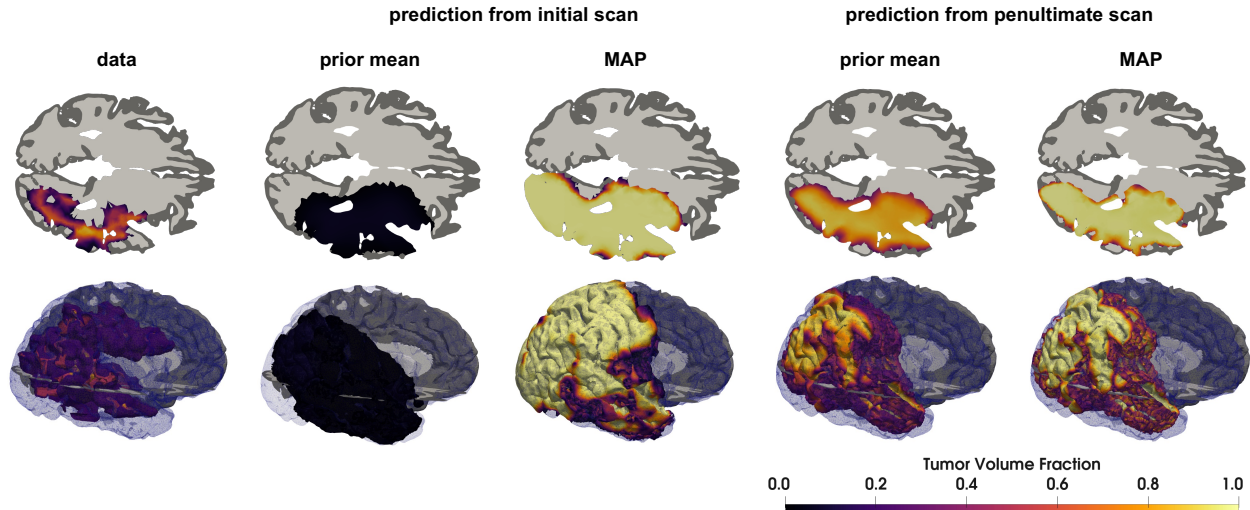 prediction from initial scan
prediction from penultimate scan
data
prior mean
MAP
prior mean
MAP
Tumor Volume Fraction
0.0 0.2 0.4 0.6 0.8 1.0